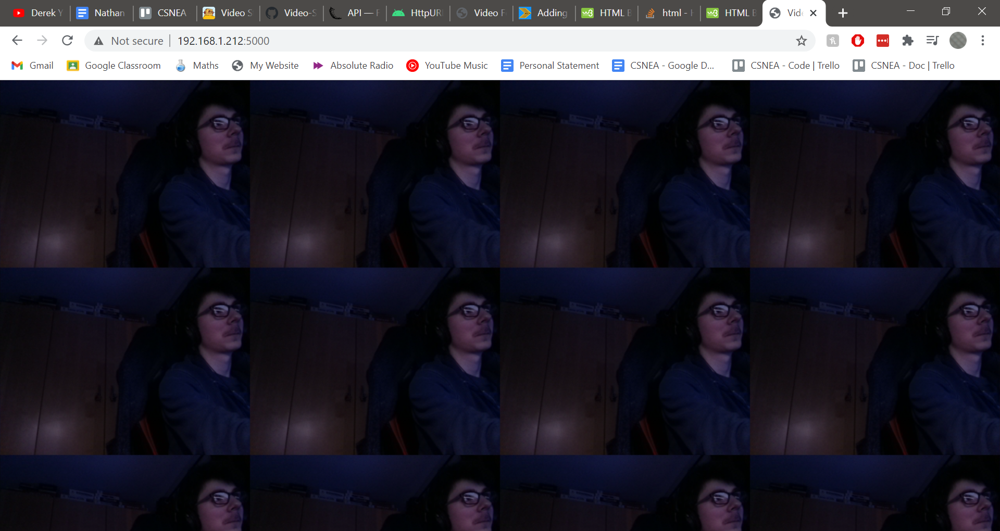 Derek Y Nathan CSNEA Video S Video-S API — F HttpURL Video F Adding HTML B html - HTML B Vid
Not secure 192.168.1.212:5000
Gmail Google Classroom Maths My Website Absolute Radio YouTube Music Personal Statement CSNEA - Google D... CSNEA - Code | Trello CSNEA - Doc | Trello